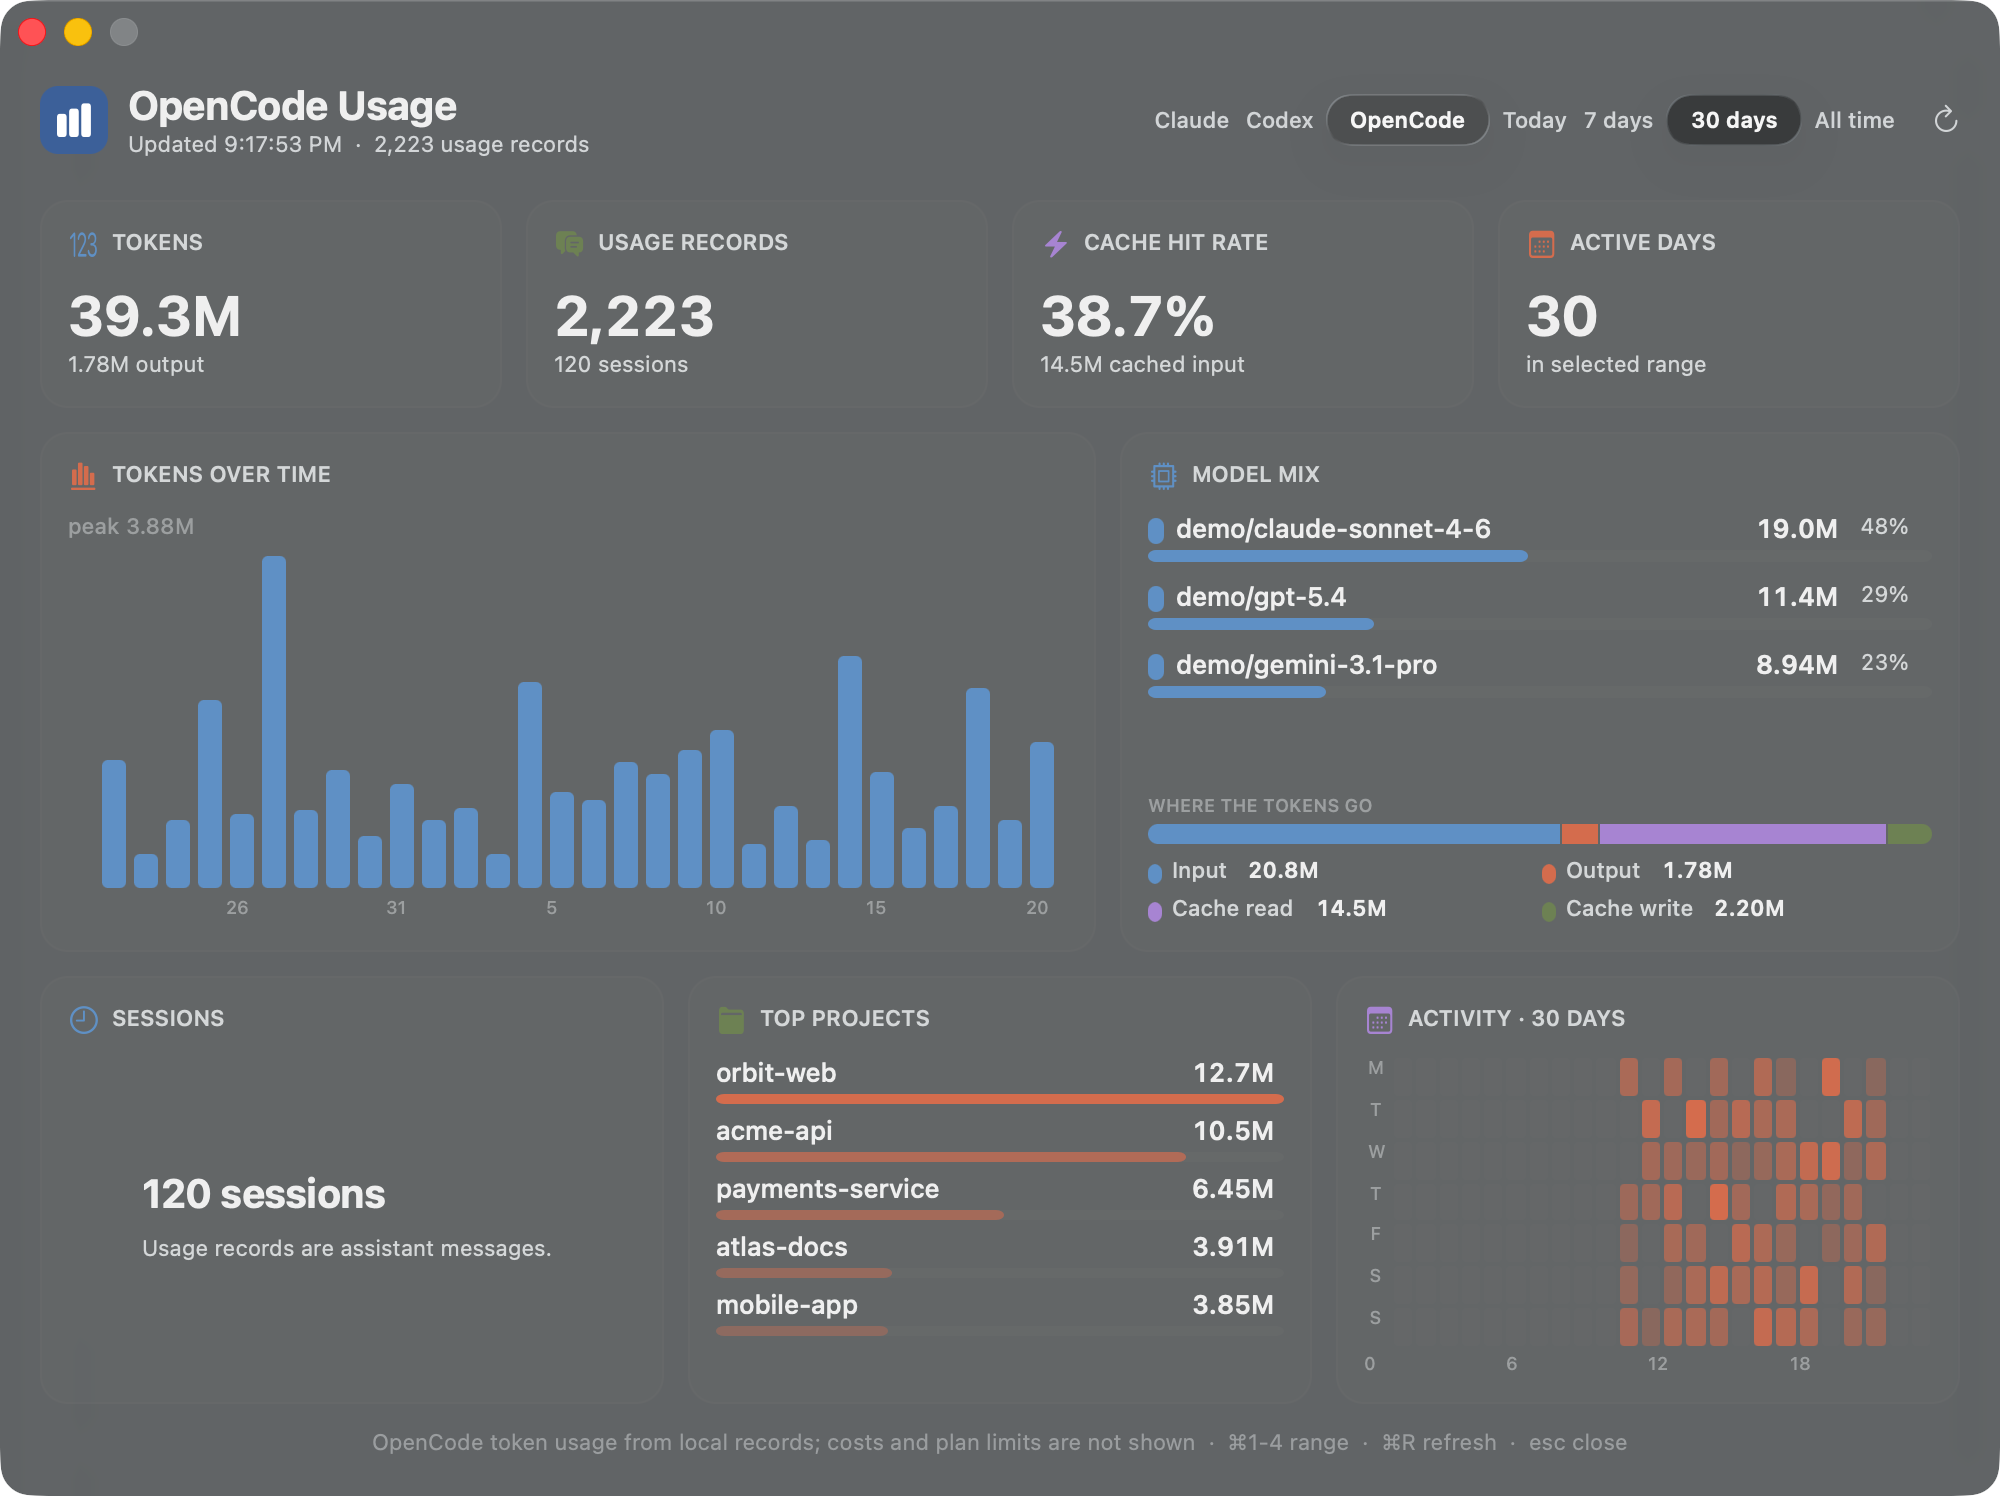 OpenCode Usage
Updated 9:17:53 PM · 2,223 usage records
Claude Codex OpenCode Today 7 days 30 days All time
123 TOKENS
39.3M
1.78M output
USAGE RECORDS
2,223
120 sessions
CACHE HIT RATE
38.7%
14.5M cached input
ACTIVE DAYS
30
in selected range
TOKENS OVER TIME
peak 3.88M
26 31 5 10 15 20
MODEL MIX
demo/claude-sonnet-4-6 19.0M 48%
demo/gpt-5.4 11.4M 29%
demo/gemini-3.1-pro 8.94M 23%
WHERE THE TOKENS GO
Input 20.8M Output 1.78M
Cache read 14.5M Cache write 2.20M
SESSIONS
120 sessions
Usage records are assistant messages.
TOP PROJECTS
orbit-web 12.7M
acme-api 10.5M
payments-service 6.45M
atlas-docs 3.91M
mobile-app 3.85M
ACTIVITY · 30 DAYS
M
T
W
T
F
S
S
0 6 12 18
OpenCode token usage from local records; costs and plan limits are not shown · ⌘1-4 range · ⌘R refresh · esc close